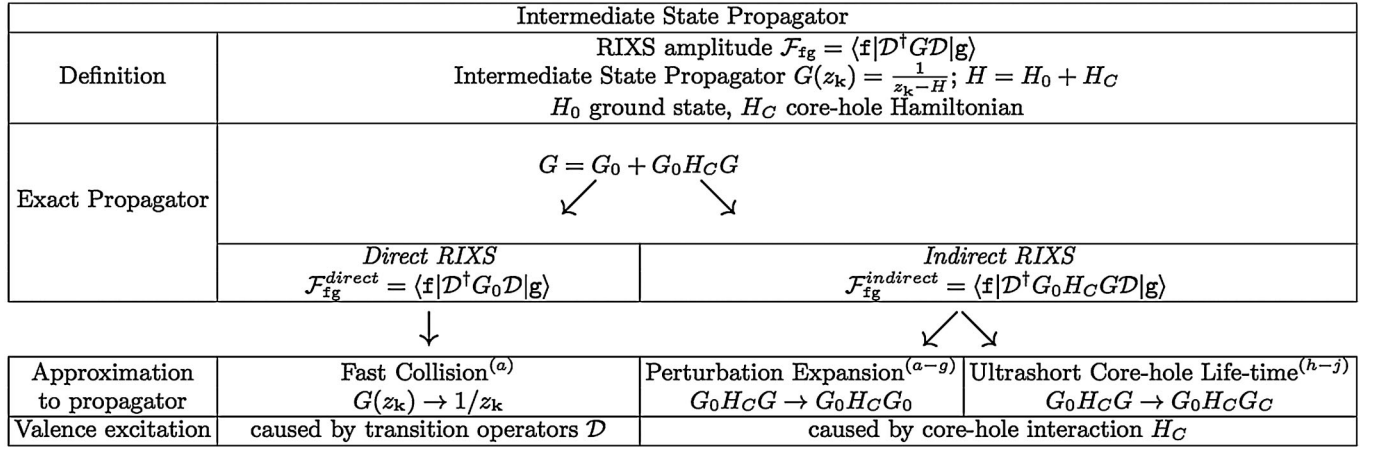 Intermediate State Propagator
Definition
RIXS amplitude 𝓕_fg = ⟨f|𝒟†G𝒟|g⟩
Intermediate State Propagator G(z_k) = 1/(z_k−H); H = H_0 + H_C
H_0 ground state, H_C core-hole Hamiltonian
Exact Propagator
G = G_0 + G_0H_CG
Direct RIXS
𝓕_fg^direct = ⟨f|𝒟†G_0𝒟|g⟩
Indirect RIXS
𝓕_fg^indirect = ⟨f|𝒟†G_0H_CG𝒟|g⟩
Approximation
to propagator
Fast Collision^(a)
G(z_k) → 1/z_k
Perturbation Expansion^(a−g)
G_0H_CG → G_0H_CG_0
Ultrashort Core-hole Life-time^(h−j)
G_0H_CG → G_0H_CG_C
Valence excitation
caused by transition operators 𝒟
caused by core-hole interaction H_C